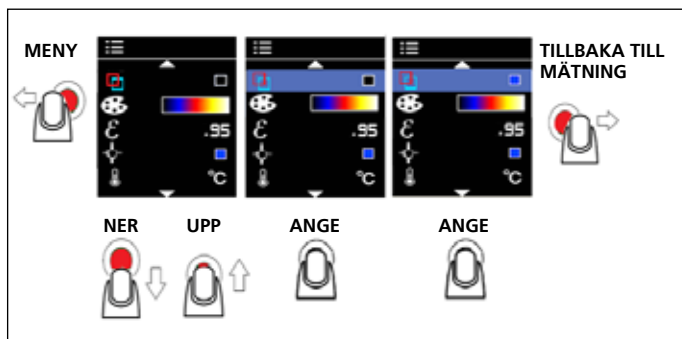 MENY
TILLBAKA TILL
MÄTNING
ε .95 °C
ε .95 °C
ε .95 °C
NER UPP ANGE ANGE